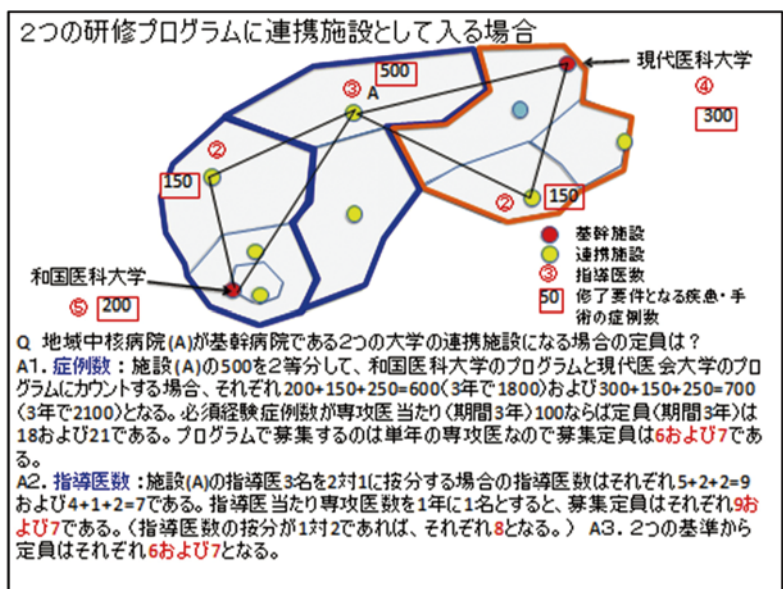 2つの研修プログラムに連携施設として入る場合
500
現代医科大学
③
A
④
300
②
150
②
150
基幹施設
連携施設
③ 指導医数
50 修了要件となる疾患・手
術の症例数
和国医科大学
⑤ 200
Q 地域中核病院(A)が基幹病院である2つの大学の連携施設になる場合の定員は?
A1. 症例数:施設(A)の500を2等分して、和国医科大学のプログラムと現代医会大学のプロ
グラムにカウントする場合、それぞれ200+150+250=600(3年で1800)および300+150+250=700
(3年で2100)となる。必須経験症例数が専攻医当たり(期間3年)100ならば定員(期間3年)は
18および21である。プログラムで募集するのは単年の専攻医なので募集定員は6および7であ
る。
A2. 指導医数:施設(A)の指導医3名を2対1に按分する場合の指導医数はそれぞれ5+2+2=9
および4+1+2=7である。指導医当たり専攻医数を1年に1名とすると、募集定員はそれぞれ9お
よび7である。(指導医数の按分が1対2であれば、それぞれ8となる。) A3. 2つの基準から
定員はそれぞれ6および7となる。